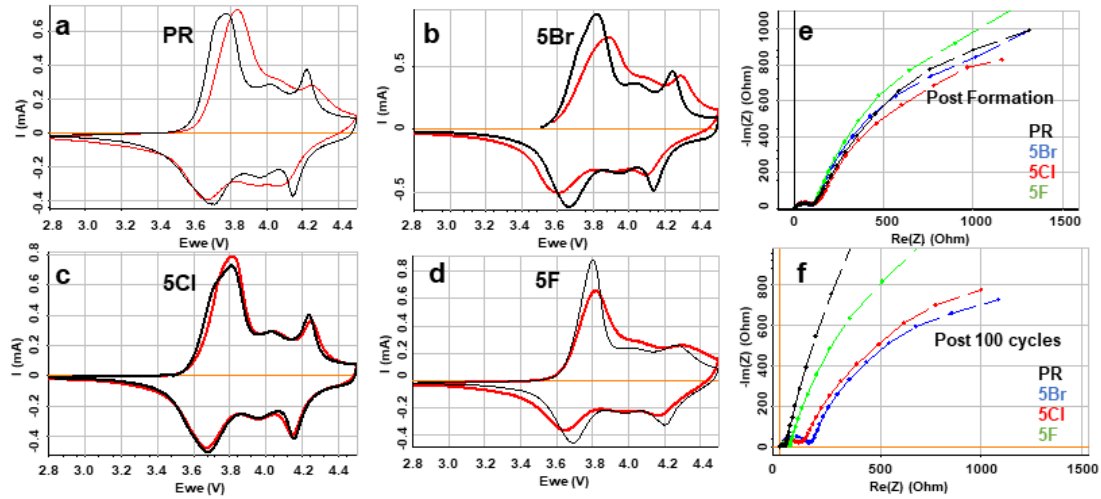 a
PR
I (mA)
0.6
0.4
0.2
0
-0.2
-0.4
2.8 3.0 3.2 3.4 3.6 3.8 4.0 4.2 4.4
Ewe (V)
b
5Br
I (mA)
0.5
0
-0.5
2.8 3.0 3.2 3.4 3.6 3.8 4.0 4.2 4.4
Ewe (V)
c
5Cl
I (mA)
0.8
0.6
0.4
0.2
0
-0.2
-0.4
2.8 3.0 3.2 3.4 3.6 3.8 4.0 4.2 4.4
Ewe (V)
d
5F
I (mA)
0.8
0.6
0.4
0.2
0
-0.2
-0.4
2.8 3.0 3.2 3.4 3.6 3.8 4.0 4.2 4.4
Ewe (V)
e
Post Formation
PR
5Br
5Cl
5F
-Im(Z) (Ohm)
1000
800
600
400
200
0
0 500 1000 1500
Re(Z) (Ohm)
f
Post 100 cycles
PR
5Br
5Cl
5F
-Im(Z) (Ohm)
800
600
400
200
0
0 500 1000 1500
Re(Z) (Ohm)